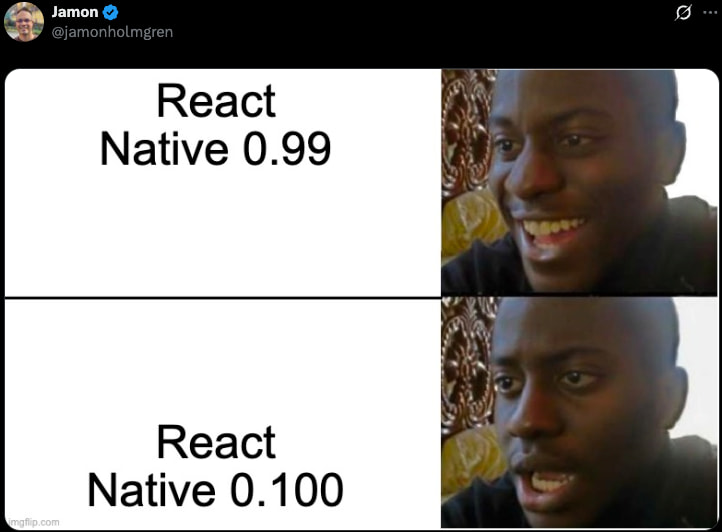 Jamon
@jamonholmgren
React
Native 0.99
React
Native 0.100
imgflip.com